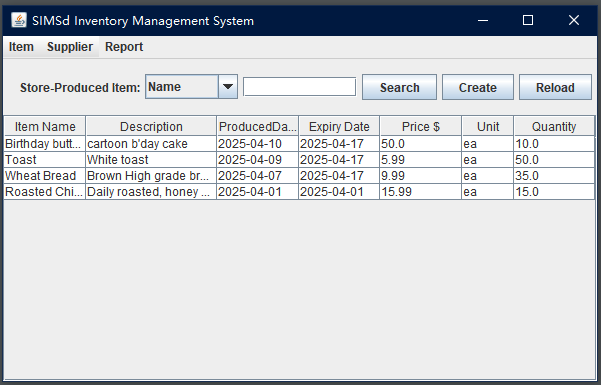 SIMSd Inventory Management System
Item Supplier Report
Store-Produced Item: Name Search Create Reload
Item Name Description ProducedDa... Expiry Date Price $ Unit Quantity
Birthday butt... cartoon b'day cake 2025-04-10 2025-04-17 50.0 ea 10.0
Toast White toast 2025-04-09 2025-04-17 5.99 ea 50.0
Wheat Bread Brown High grade br... 2025-04-07 2025-04-17 9.99 ea 35.0
Roasted Chi... Daily roasted, honey ... 2025-04-01 2025-04-01 15.99 ea 15.0